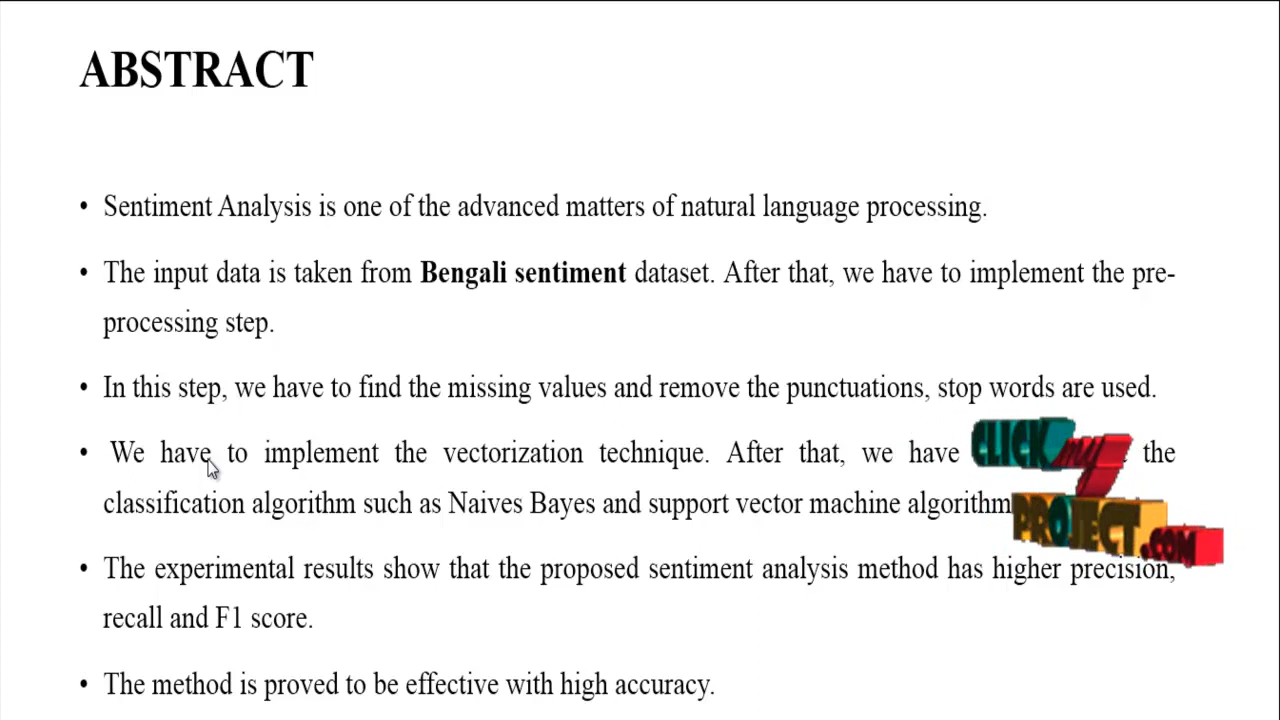 ABSTRACT
• Sentiment Analysis is one of the advanced matters of natural language processing.
• The input data is taken from Bengali sentiment dataset. After that, we have to implement the pre-
processing step.
• In this step, we have to find the missing values and remove the punctuations, stop words are used.
• We have to implement the vectorization technique. After that, we have the
classification algorithm such as Naives Bayes and support vector machine algorithm
CLICK my
PROJECT.COM
• The experimental results show that the proposed sentiment analysis method has higher precision,
recall and F1 score.
• The method is proved to be effective with high accuracy.